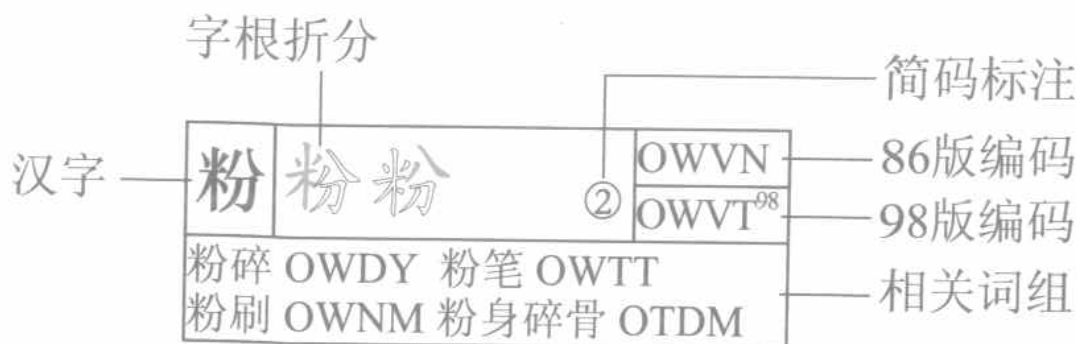 字根折分
简码标注
汉字
粉 粉 粉 ② OWVN
86版编码
OWVT98
98版编码
粉碎 OWDY 粉笔 OWTT
粉刷 OWNM 粉身碎骨 OTDM
相关词组